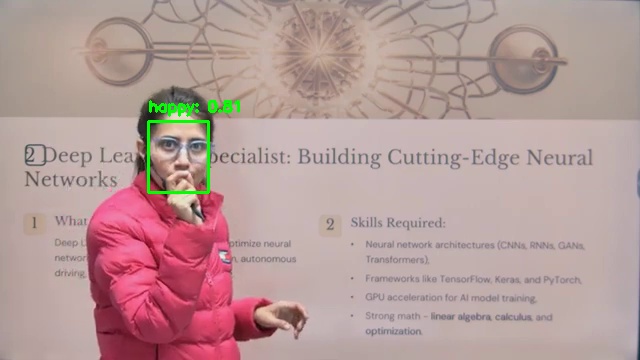 happy: 0.81
2 Deep Lea pecialist: Building Cutting-Edge Neural
Networks
1 What
Deep L optimize neural
networ n, autonomous
driving.
2 Skills Required:
• Neural network architectures (CNNs, RNNs, GANs,
Transformers),
• Frameworks like TensorFlow, Keras, and PyTorch,
• GPU acceleration for AI model training,
• Strong math – linear algebra, calculus, and
optimization.